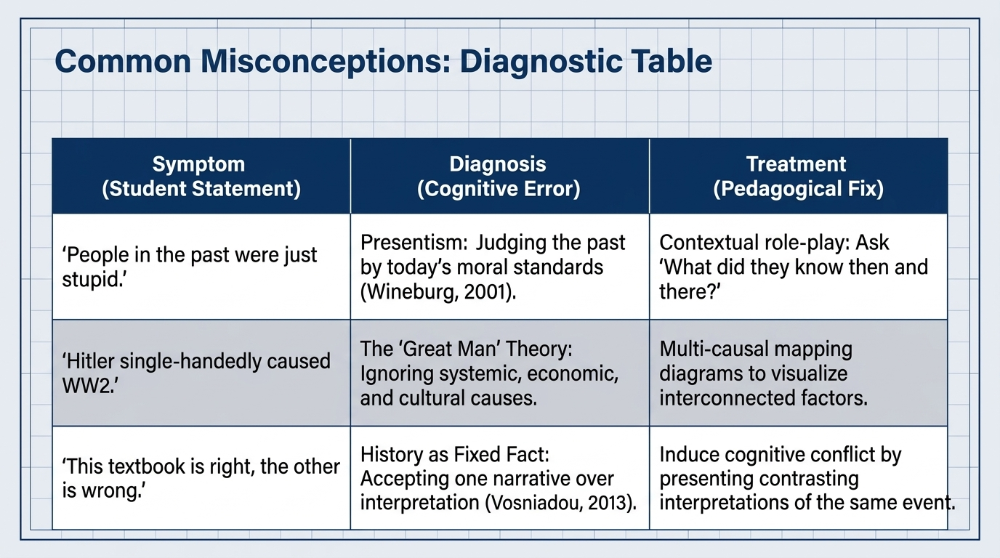 Common Misconceptions: Diagnostic Table
Symptom
(Student Statement)
Diagnosis
(Cognitive Error)
Treatment
(Pedagogical Fix)
‘People in the past were just
stupid.’
Presentism: Judging the past
by today’s moral standards
(Wineburg, 2001).
Contextual role-play: Ask
‘What did they know then and
there?’
‘Hitler single-handedly caused
WW2.’
The ‘Great Man’ Theory:
Ignoring systemic, economic,
and cultural causes.
Multi-causal mapping
diagrams to visualize
interconnected factors.
‘This textbook is right, the other
is wrong.’
History as Fixed Fact:
Accepting one narrative over
interpretation (Vosniadou, 2013).
Induce cognitive conflict by
presenting contrasting
interpretations of the same event.